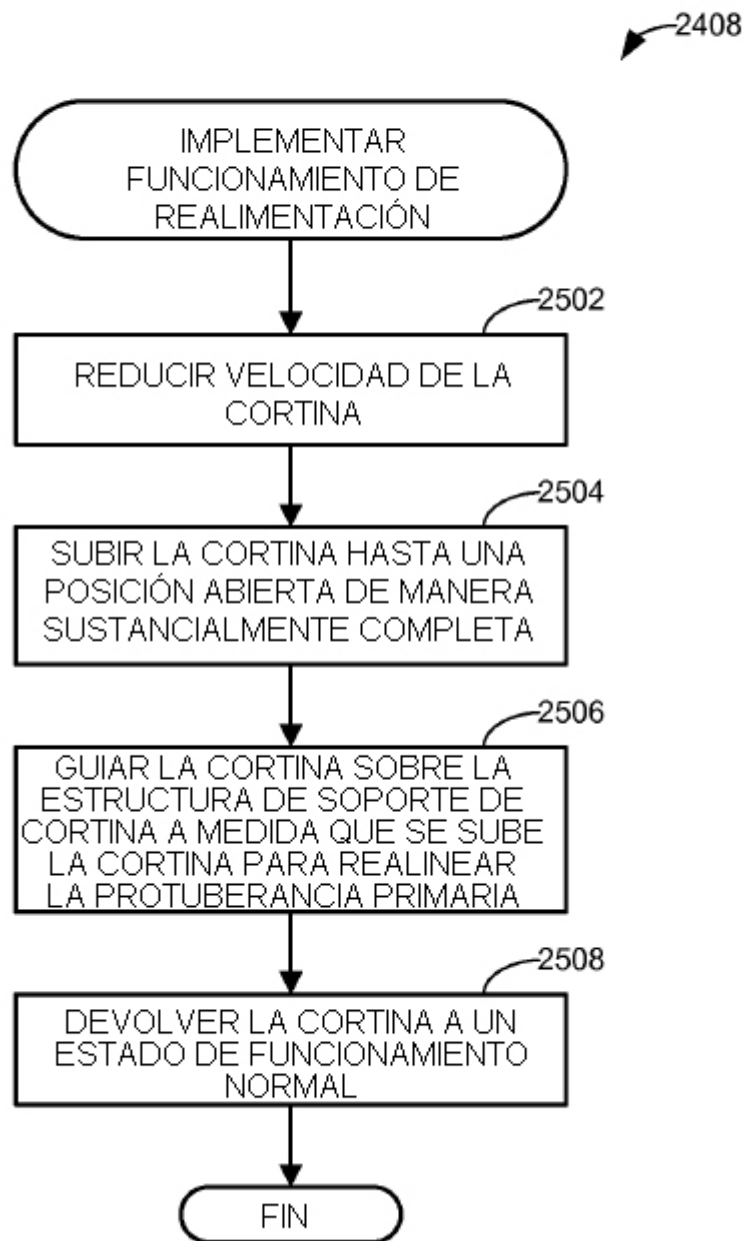 2408
IMPLEMENTAR
FUNCIONAMIENTO DE
REALIMENTACIÓN
2502
REDUCIR VELOCIDAD DE LA
CORTINA
2504
SUBIR LA CORTINA HASTA UNA
POSICIÓN ABIERTA DE MANERA
SUSTANCIALMENTE COMPLETA
2506
GUIAR LA CORTINA SOBRE LA
ESTRUCTURA DE SOPORTE DE
CORTINA A MEDIDA QUE SE SUBE
LA CORTINA PARA REALINEAR
LA PROTUBERANCIA PRIMARIA
2508
DEVOLVER LA CORTINA A UN
ESTADO DE FUNCIONAMIENTO
NORMAL
FIN